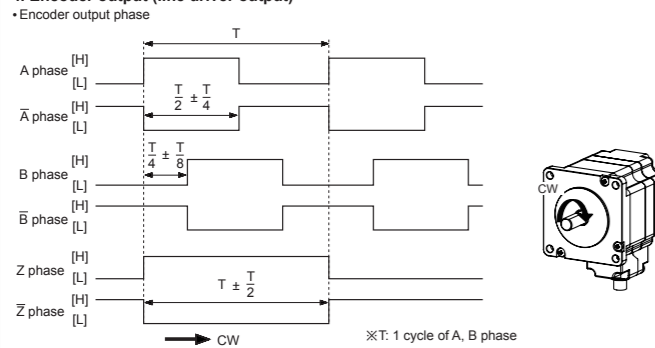 • Encoder output phase
T
A phase [H]
[L]
A̅ phase [H]
[L]
T/2 ± T/4
B phase [H]
[L]
T/4 ± T/8
B̅ phase [H]
[L]
Z phase [H]
[L]
T ± T/2
Z̅ phase [H]
[L]
CW
※T: 1 cycle of A, B phase
CW